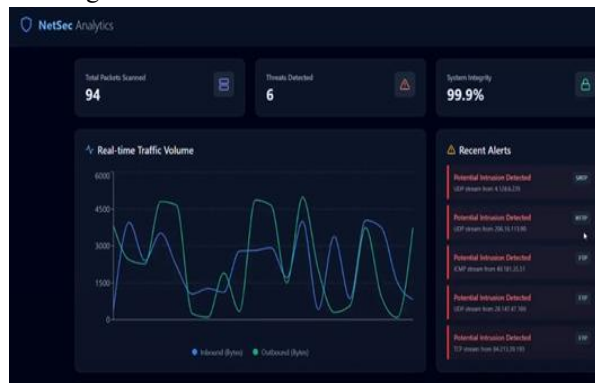 NetSec Analytics
Total Packets Scanned
94
Threats Detected
6
System Integrity
99.9%
Real-time Traffic Volume
6000
4500
3000
1500
0
Inbound (Bytes) Outbound (Bytes)
Recent Alerts
Potential Intrusion Detected
UDP stream from
Potential Intrusion Detected
UDP stream from
HTTP
Potential Intrusion Detected
ICMP stream from
FTP
Potential Intrusion Detected
UDP stream from
FTP
Potential Intrusion Detected
TCP stream from